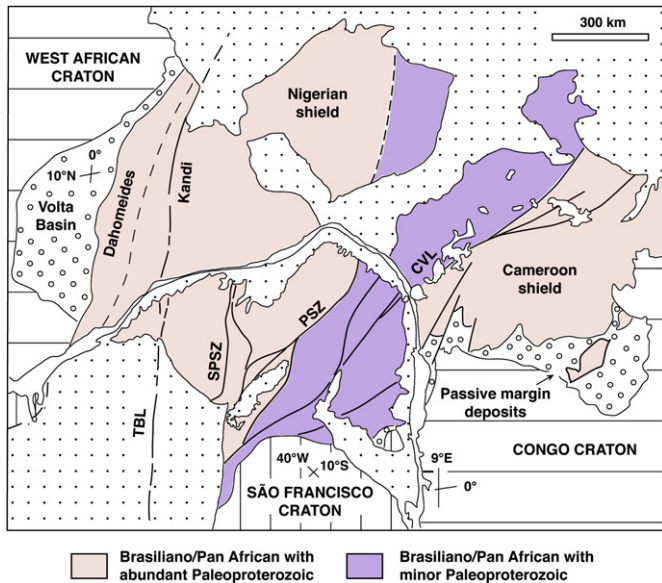 300 km
WEST AFRICAN
CRATON
Nigerian
shield
0°
10°N
Volta
Basin
Dahomeides
Kandi
CVL
Cameroon
shield
PSZ
SPSZ
Passive margin
deposits
TBL
CONGO CRATON
40°W
10°S
9°E
0°
SÃO FRANCISCO
CRATON
Brasiliano/Pan African with
abundant Paleoproterozoic
Brasiliano/Pan African with
minor Paleoproterozoic